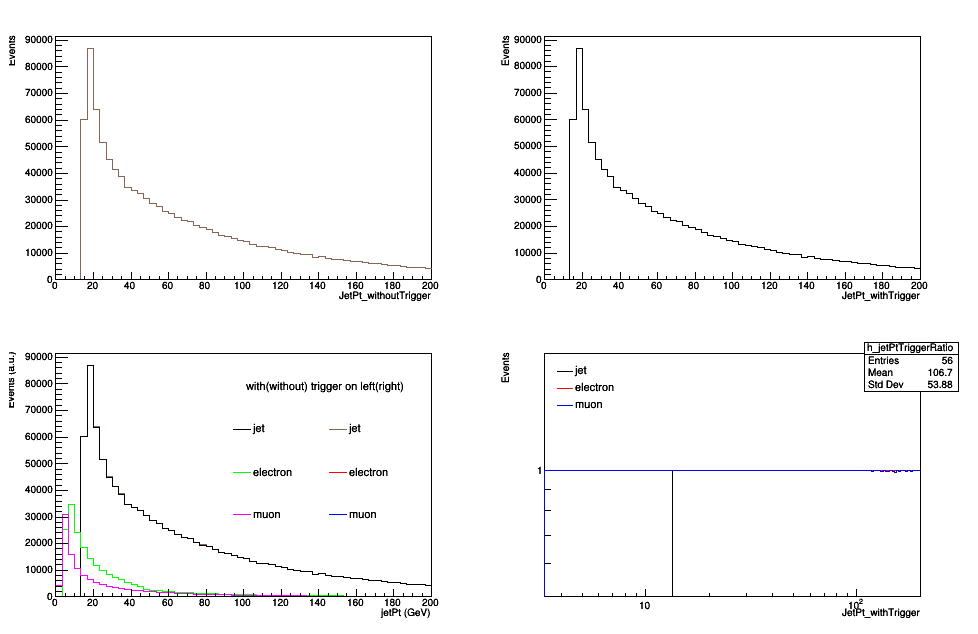 Events
90000
80000
70000
60000
50000
40000
30000
20000
10000
0
0 20 40 60 80 100 120 140 160 180 200
JetPt_withoutTrigger
Events
90000
80000
70000
60000
50000
40000
30000
20000
10000
0
0 20 40 60 80 100 120 140 160 180 200
JetPt_withTrigger
Events (a.u.)
90000
80000
70000
60000
50000
40000
30000
20000
10000
0
with(without) trigger on left(right)
jet jet
electron electron
muon muon
0 20 40 60 80 100 120 140 160 180 200
jetPt (GeV)
Events
h_jetPtTriggerRatio
Entries 56
Mean 106.7
Std Dev 53.88
jet
electron
muon
1
10 10²
JetPt_withTrigger